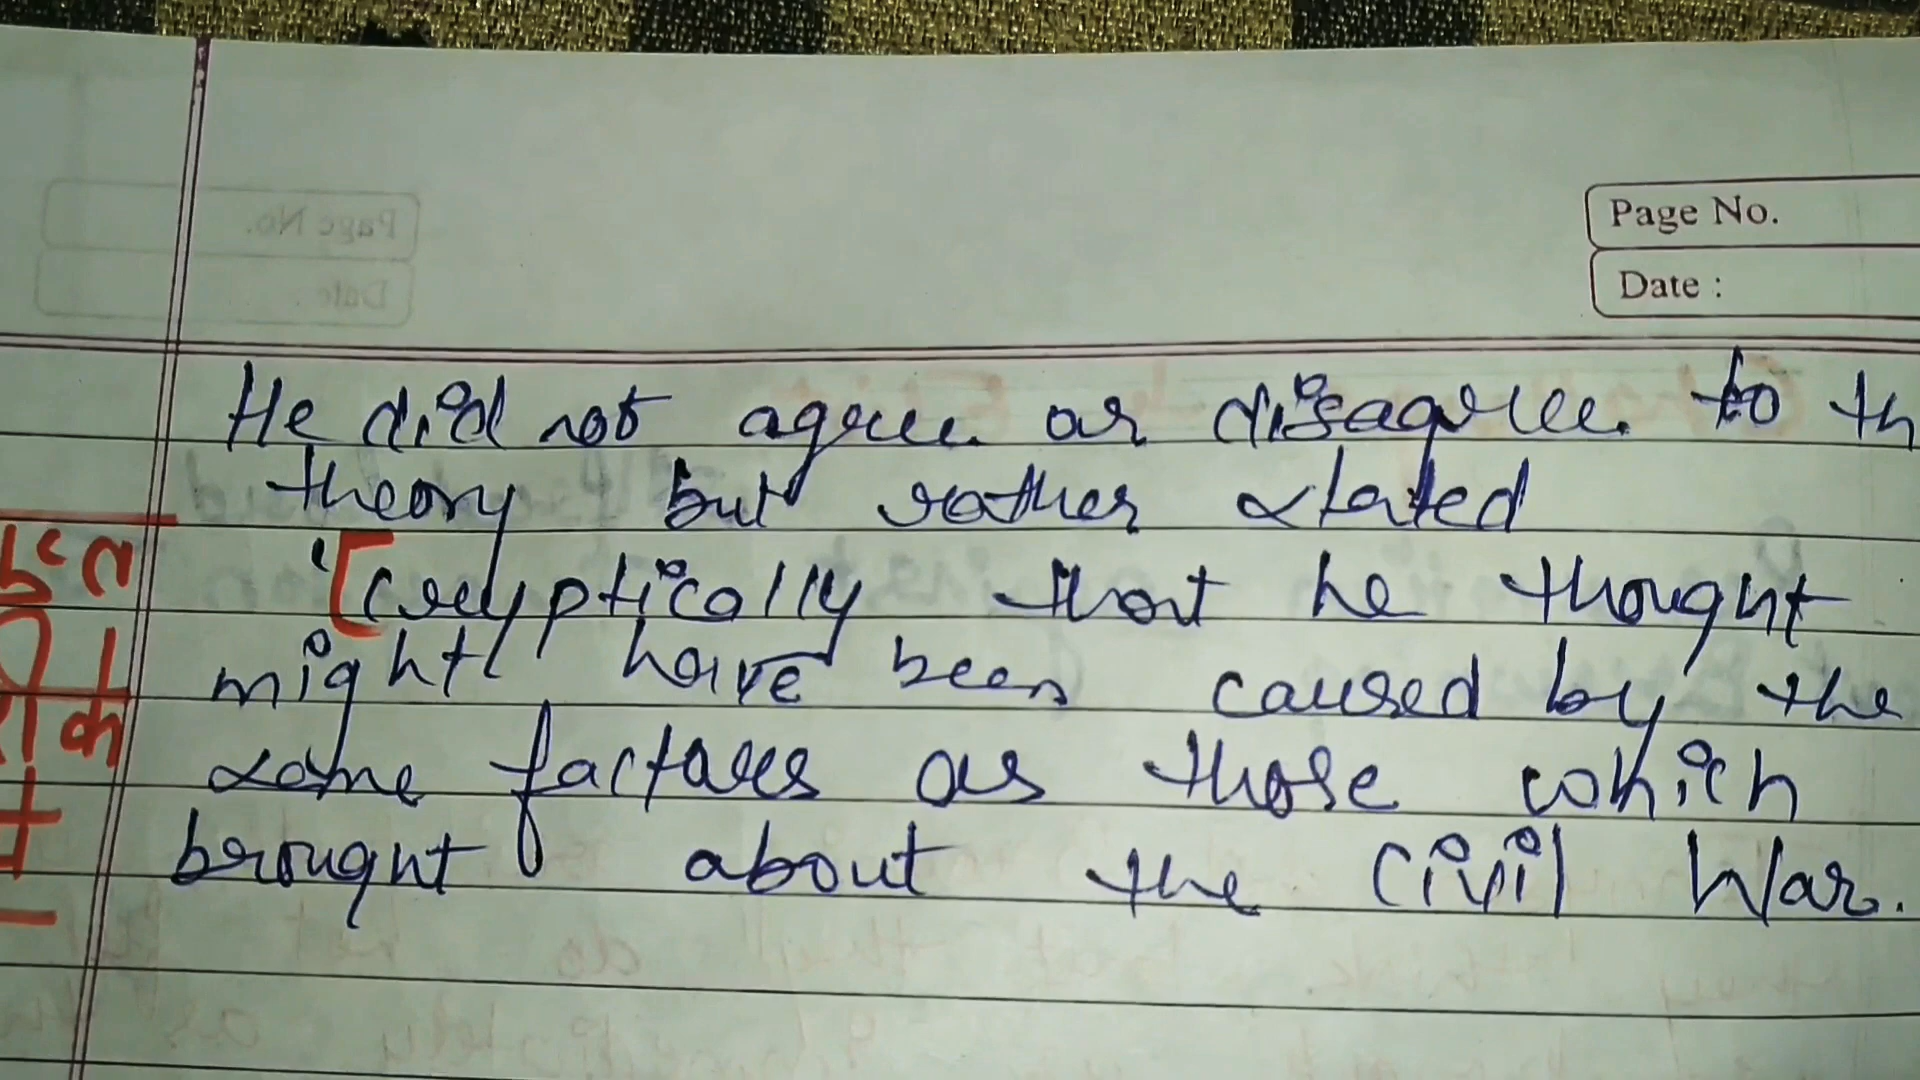 Page No.
Date :
He did not agree or disagree to th
theory but rather stated
"[cryptically that he thought
might have been caused by the
same factors as those which
brought about the Civil War.